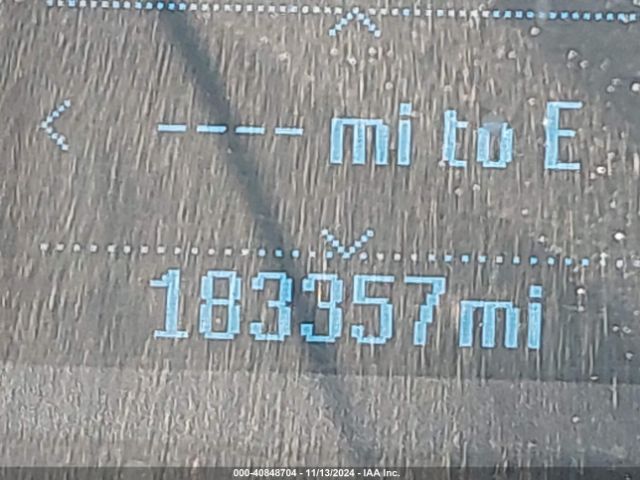 ---- mi to E
183357mi
000-40848704 - 11/13/2024 - IAA Inc.